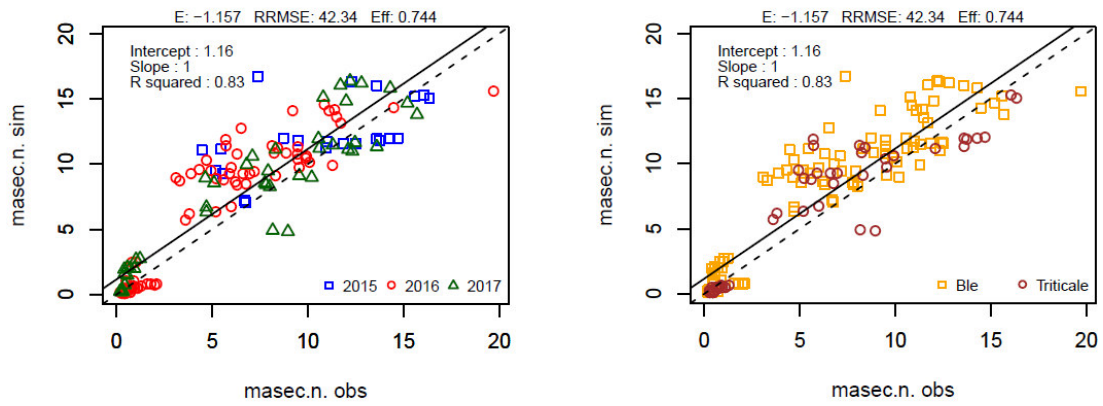 E: −1.157 RRMSE: 42.34 Eff: 0.744
Intercept : 1.16
Slope : 1
R squared : 0.83
20
15
10
5
0
masec.n. sim
2015 2016 2017
0 5 10 15 20
masec.n. obs
E: −1.157 RRMSE: 42.34 Eff: 0.744
Intercept : 1.16
Slope : 1
R squared : 0.83
20
15
10
5
0
masec.n. sim
Ble Triticale
0 5 10 15 20
masec.n. obs